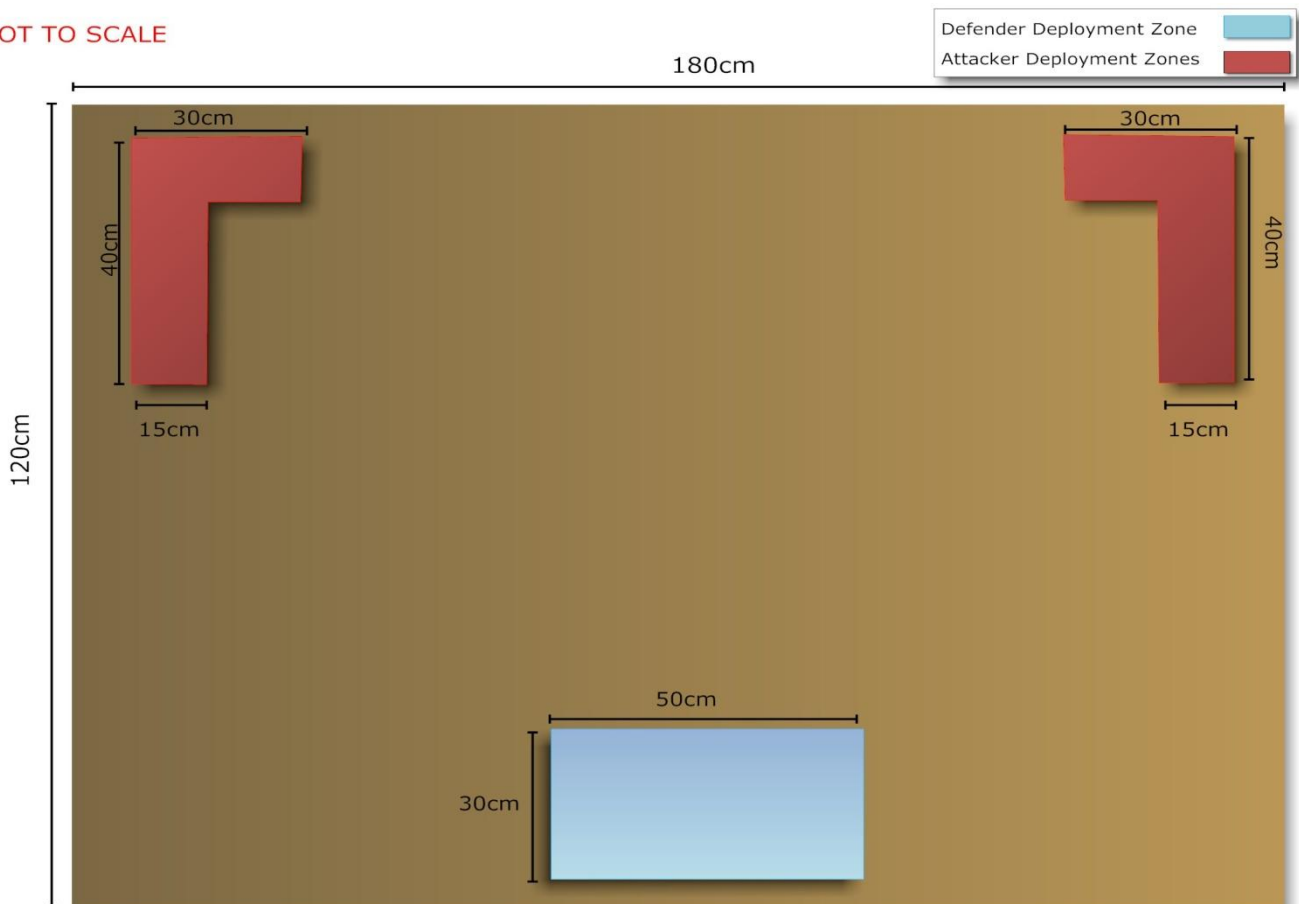 OT TO SCALE
Defender Deployment Zone
Attacker Deployment Zones
180cm
30cm
30cm
40cm
40cm
15cm
15cm
120cm
50cm
30cm